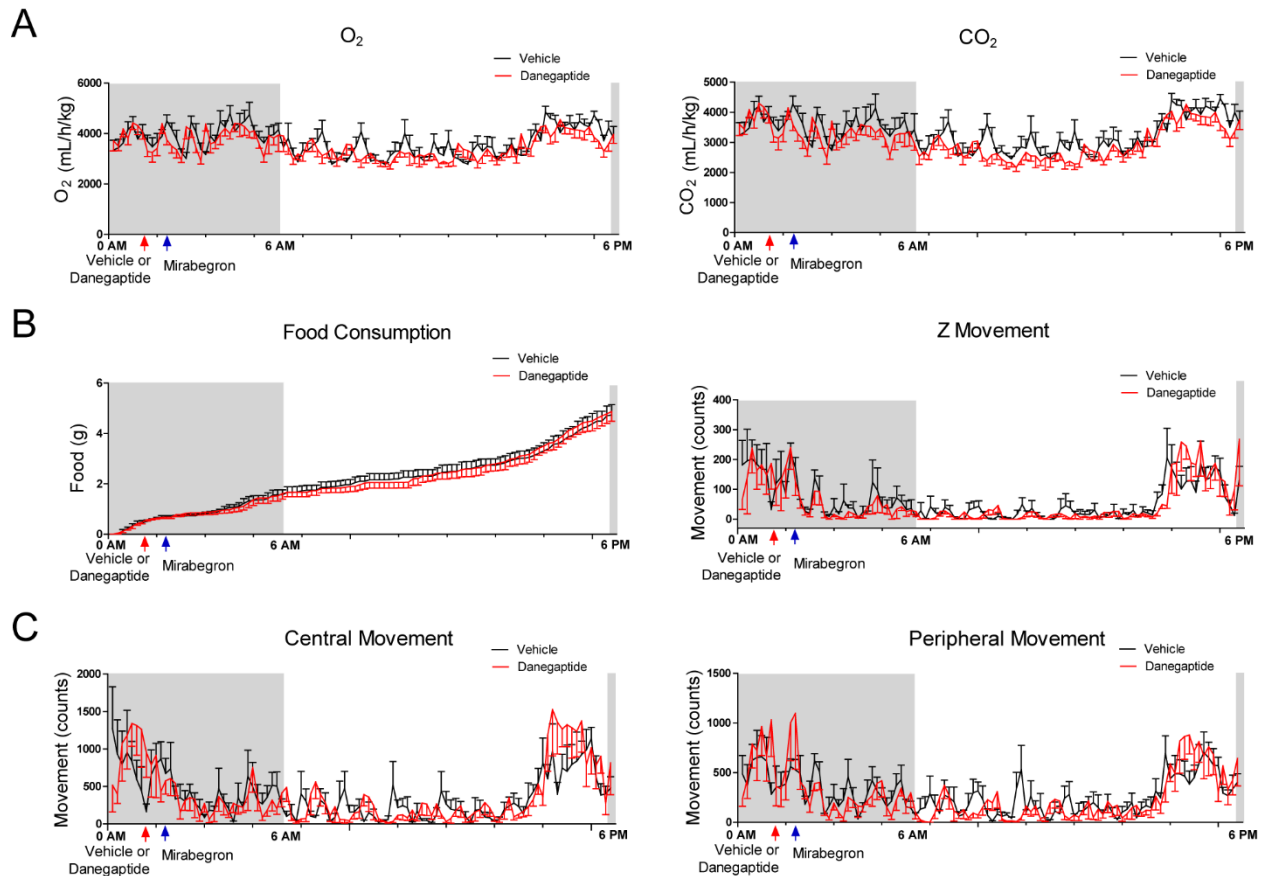 A
O₂
Vehicle
Danegaptide
O₂ (mL/h/kg)
6000
4000
2000
0
0 AM
6 AM
6 PM
Vehicle or
Danegaptide
Mirabegron
CO₂
Vehicle
Danegaptide
CO₂ (mL/h/kg)
5000
4000
3000
2000
1000
0
0 AM
6 AM
6 PM
Vehicle or
Danegaptide
Mirabegron
B
Food Consumption
Vehicle
Danegaptide
Food (g)
6
4
2
0
0 AM
6 AM
6 PM
Vehicle or
Danegaptide
Mirabegron
Z Movement
Vehicle
Danegaptide
Movement (counts)
400
300
200
100
0
0 AM
6 AM
6 PM
Vehicle or
Danegaptide
Mirabegron
C
Central Movement
Vehicle
Danegaptide
Movement (counts)
2000
1500
1000
500
0
0 AM
6 AM
6 PM
Vehicle or
Danegaptide
Mirabegron
Peripheral Movement
Vehicle
Danegaptide
Movement (counts)
1500
1000
500
0
0 AM
6 AM
6 PM
Vehicle or
Danegaptide
Mirabegron